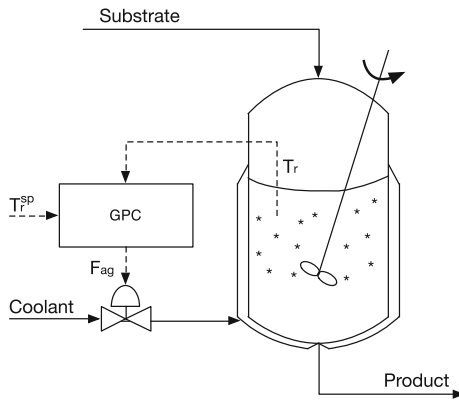 Substrate
T_r
T_r^sp
GPC
F_ag
Coolant
Product